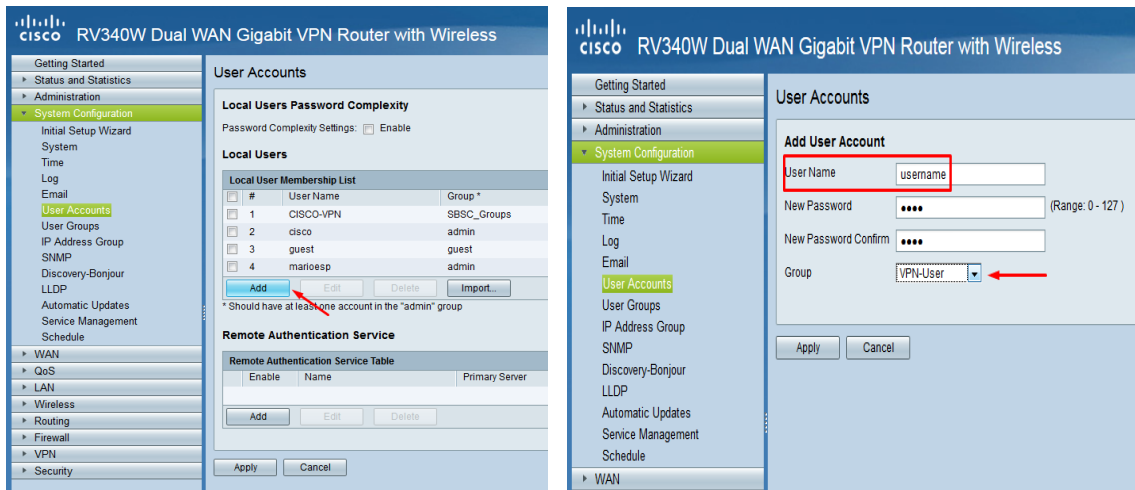 CISCO RV340W Dual WAN Gigabit VPN Router with Wireless
Getting Started
Status and Statistics
Administration
System Configuration
Initial Setup Wizard
System
Time
Log
Email
User Accounts
User Groups
IP Address Group
SNMP
Discovery-Bonjour
LLDP
Automatic Updates
Service Management
Schedule
WAN
QoS
LAN
Wireless
Routing
Firewall
VPN
Security
User Accounts
Local Users Password Complexity
Password Complexity Settings: Enable
Local Users
Local User Membership List
# User Name Group *
1 CISCO-VPN SBSC_Groups
2 cisco admin
3 guest guest
4 marioesp admin
Add Edit Delete Import...
* Should have at least one account in the "admin" group
Remote Authentication Service
Remote Authentication Service Table
Enable Name Primary Server
Add Edit Delete
Apply Cancel
CISCO RV340W Dual WAN Gigabit VPN Router with Wireless
Getting Started
Status and Statistics
Administration
System Configuration
Initial Setup Wizard
System
Time
Log
Email
User Accounts
User Groups
IP Address Group
SNMP
Discovery-Bonjour
LLDP
Automatic Updates
Service Management
Schedule
WAN
User Accounts
Add User Account
User Name username
New Password •••• (Range: 0 - 127 )
New Password Confirm ••••
Group VPN-User
Apply Cancel